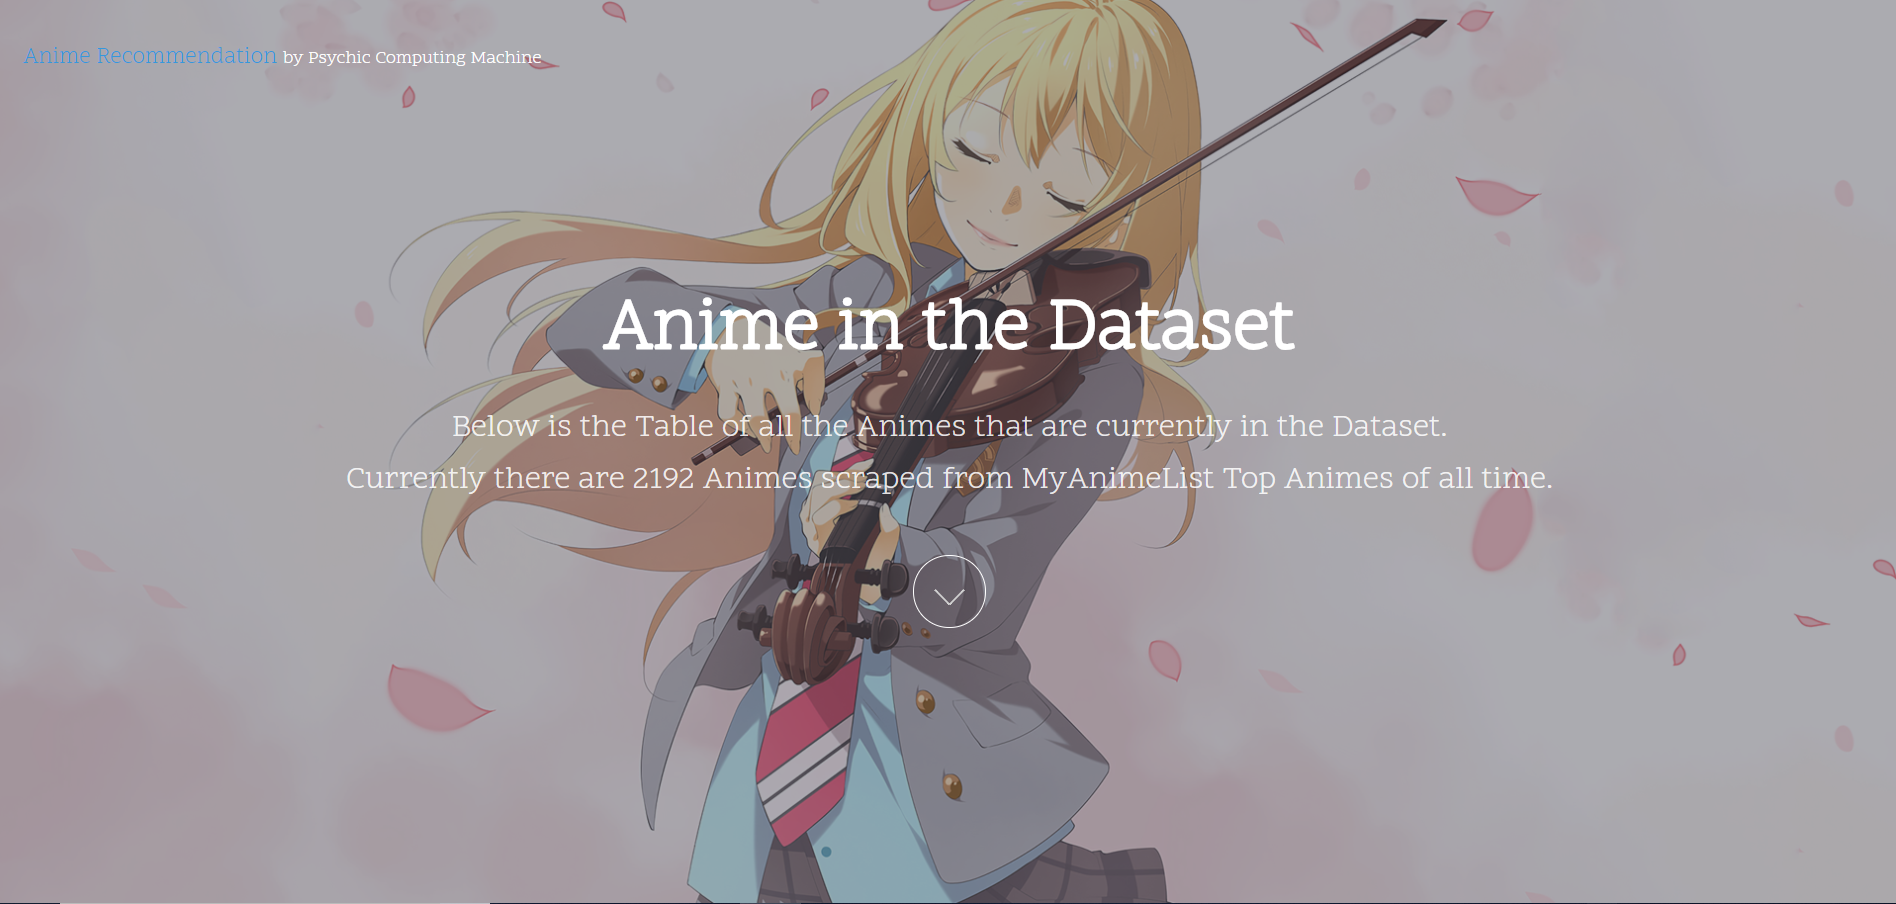 Anime Recommendation by Psychic Computing Machine
Anime in the Dataset
Below is the Table of all the Animes that are currently in the Dataset.
Currently there are 2192 Animes scraped from MyAnimeList Top Animes of all time.